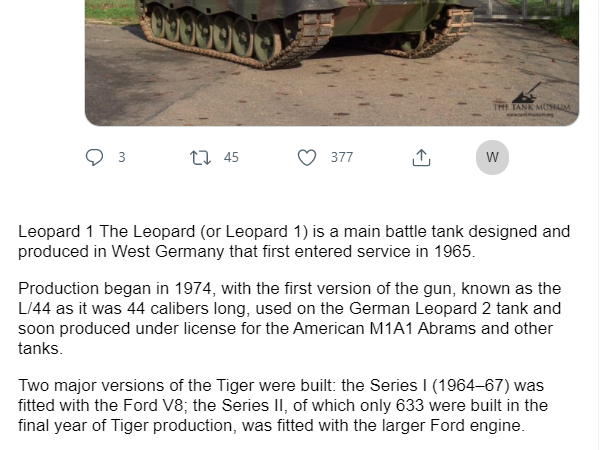 THE TANK MUSEUM
www.tankmuseum.org
3 45 377 W
Leopard 1 The Leopard (or Leopard 1) is a main battle tank designed and
produced in West Germany that first entered service in 1965.
Production began in 1974, with the first version of the gun, known as the
L/44 as it was 44 calibers long, used on the German Leopard 2 tank and
soon produced under license for the American M1A1 Abrams and other
tanks.
Two major versions of the Tiger were built: the Series I (1964–67) was
fitted with the Ford V8; the Series II, of which only 633 were built in the
final year of Tiger production, was fitted with the larger Ford engine.